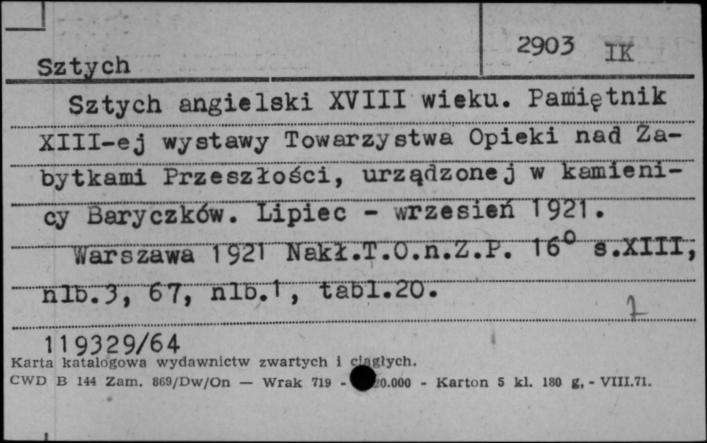 2903 IK
Sztych
Sztych angielski XVIII wieku. Pamiętnik
XIII-ej wystawy Towarzystwa Opieki nad Za-
bytkami Przeszłości, urządzonej w kamieni-
cy Baryczków. Lipiec - wrzesień 1921.
Warszawa 1921 Nakł.T.O.n.Z.P. 16° s.XIII,
nlb.3, 67, nlb.1, tabl.20.
119329/64
Karta katalogowa wydawnictw zwartych i ciągłych.
CWD B 144 Zam. 869/Dw/On — Wrak 719 - 0.000 - Karton 5 kl. 180 g, - VIII.71.